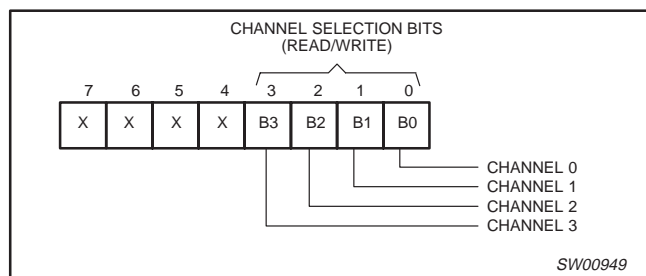 CHANNEL SELECTION BITS
(READ/WRITE)
7 6 5 4 3 2 1 0
X X X X B3 B2 B1 B0
CHANNEL 0
CHANNEL 1
CHANNEL 2
CHANNEL 3
SW00949